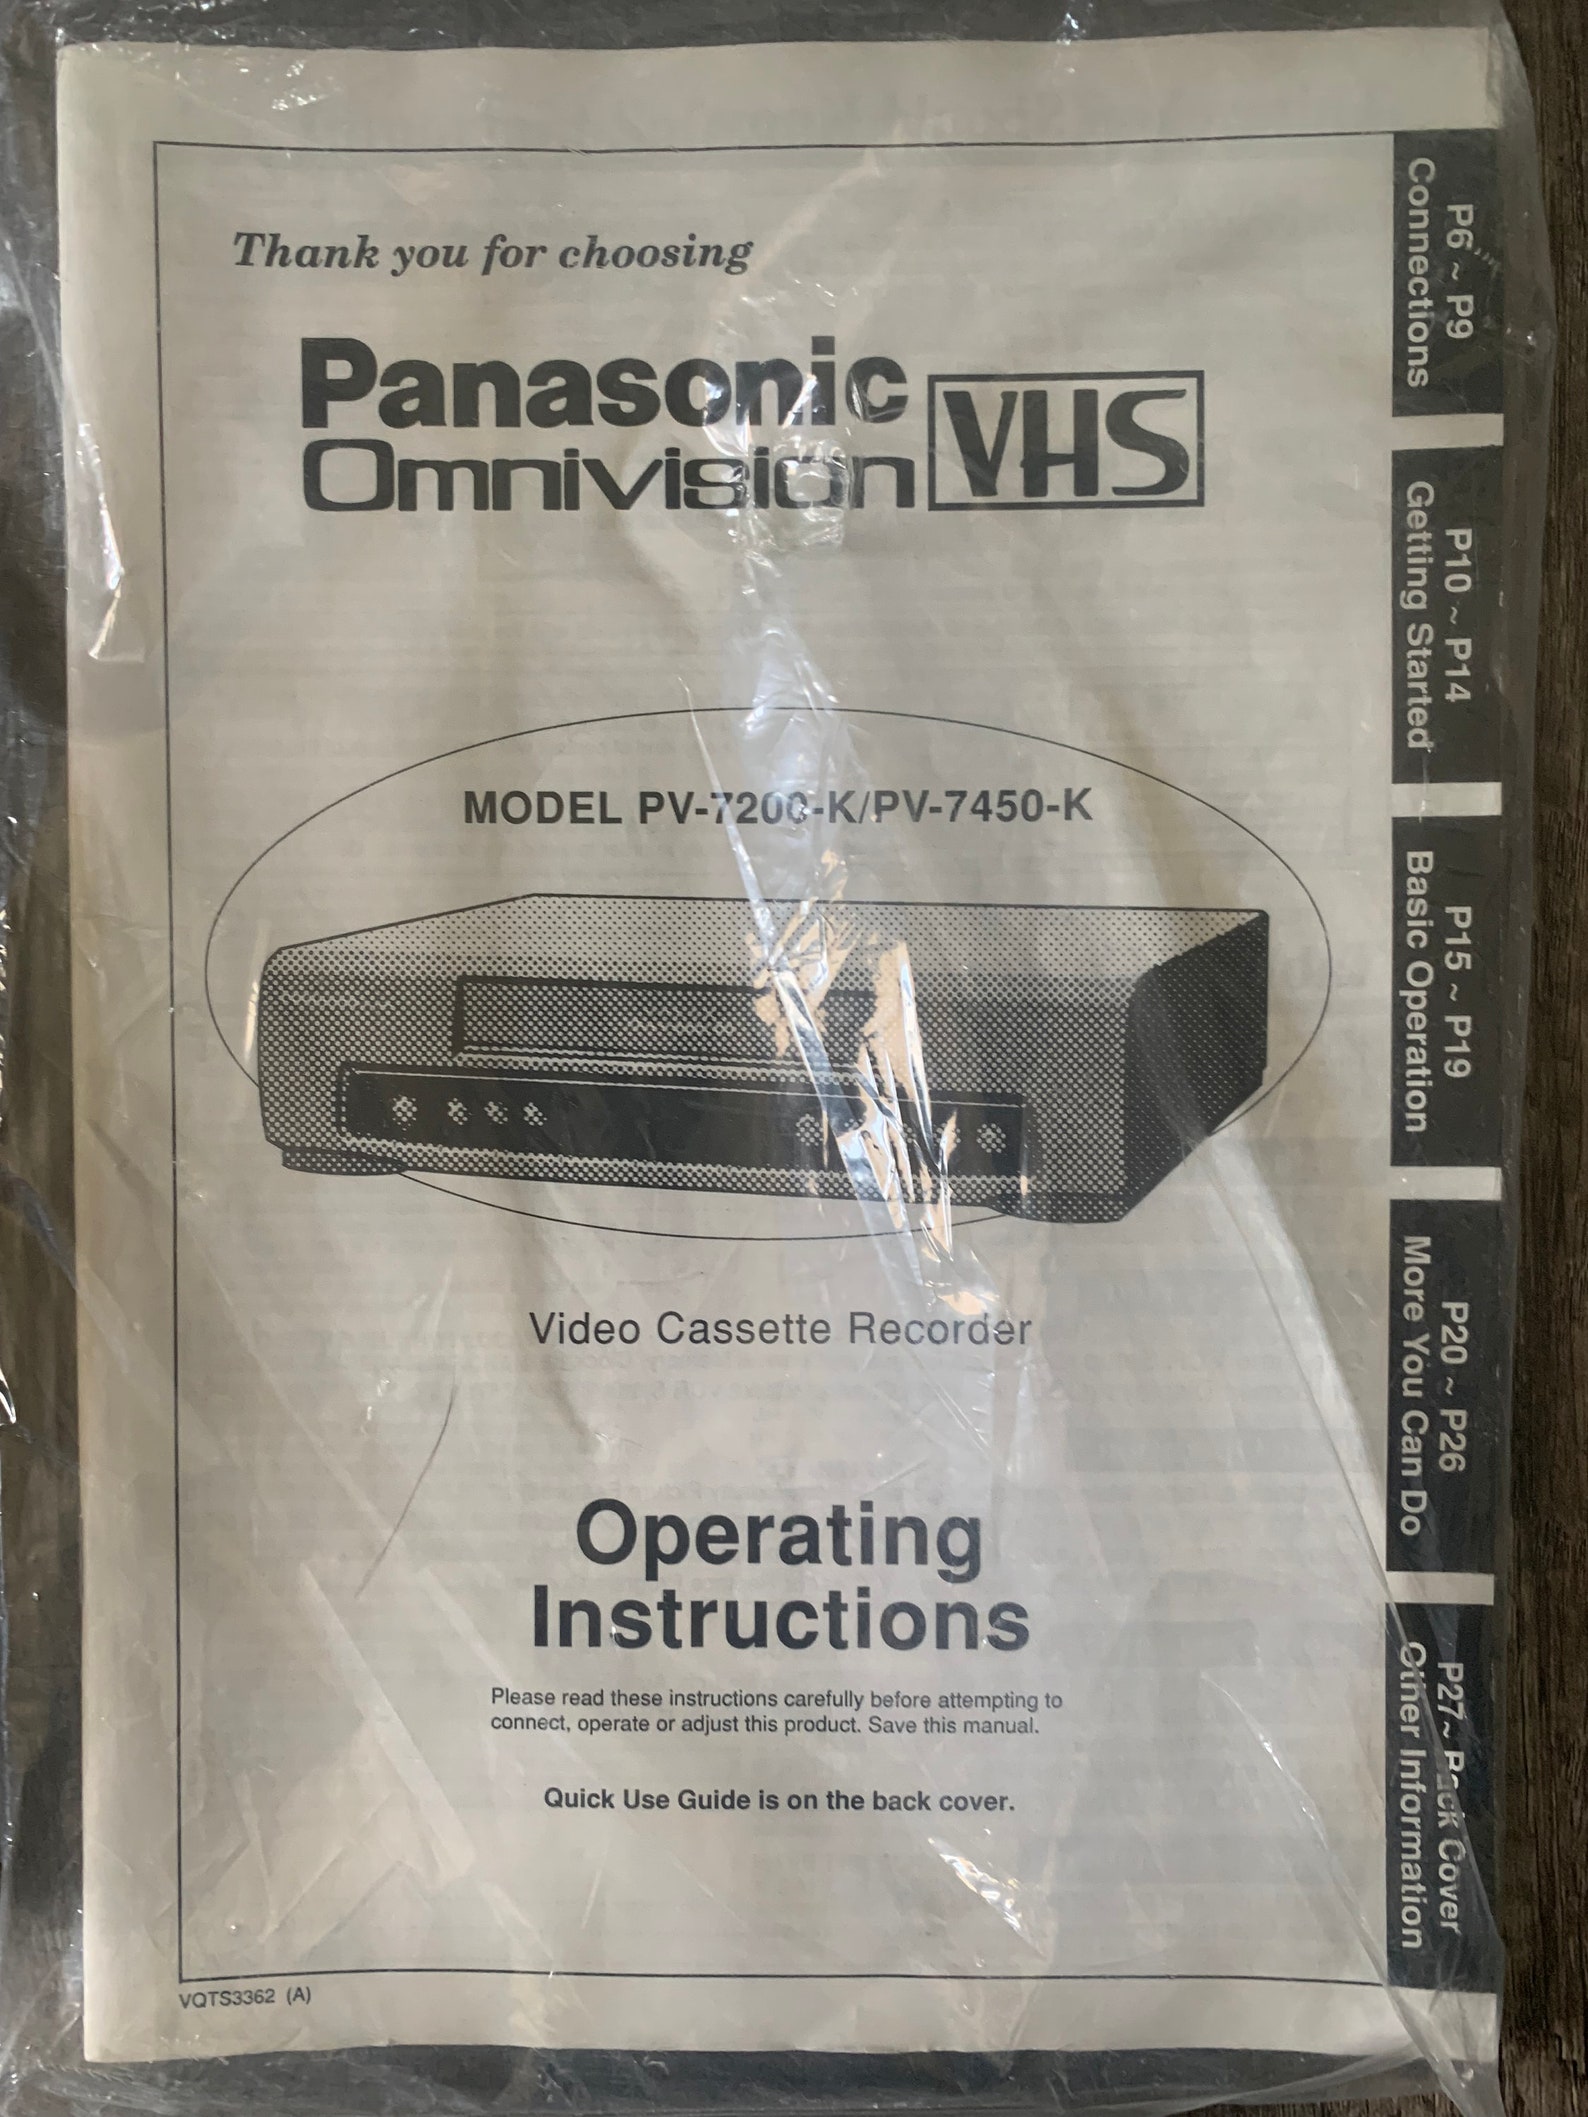 Thank you for choosing
Panasonic
Omnivision
VHS
MODEL PV-7200-K/PV-7450-K
Video Cassette Recorder
Operating
Instructions
Please read these instructions carefully before attempting to
connect, operate or adjust this product. Save this manual.
Quick Use Guide is on the back cover.
VQTS3362 (A)
P6 ~ P9
Connections
P10 ~ P14
Getting Started
P15 ~ P19
Basic Operation
P20 ~ P26
More You Can Do
P27 ~ Back Cover
Other Information